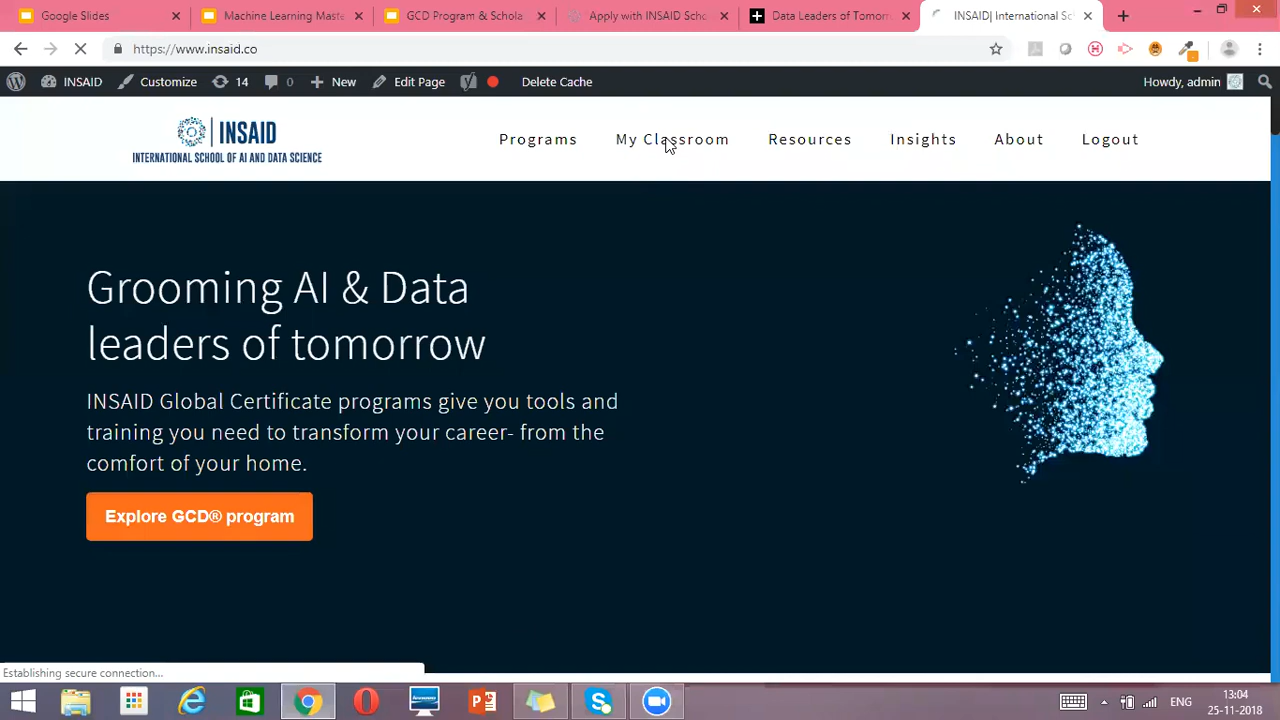 Google Slides
Machine Learning Maste
GCD Program & Schola
Apply with INSAID Scho
Data Leaders of Tomorr
INSAID| International Sc
https://www.insaid.co
INSAID Customize 14 0 New Edit Page Delete Cache Howdy, admin
INSAID
INTERNATIONAL SCHOOL OF AI AND DATA SCIENCE
Programs My Classroom Resources Insights About Logout
Grooming AI & Data
leaders of tomorrow
INSAID Global Certificate programs give you tools and
training you need to transform your career- from the
comfort of your home.
Explore GCD® program
Establishing secure connection...
ENG
13:04
25-11-2018